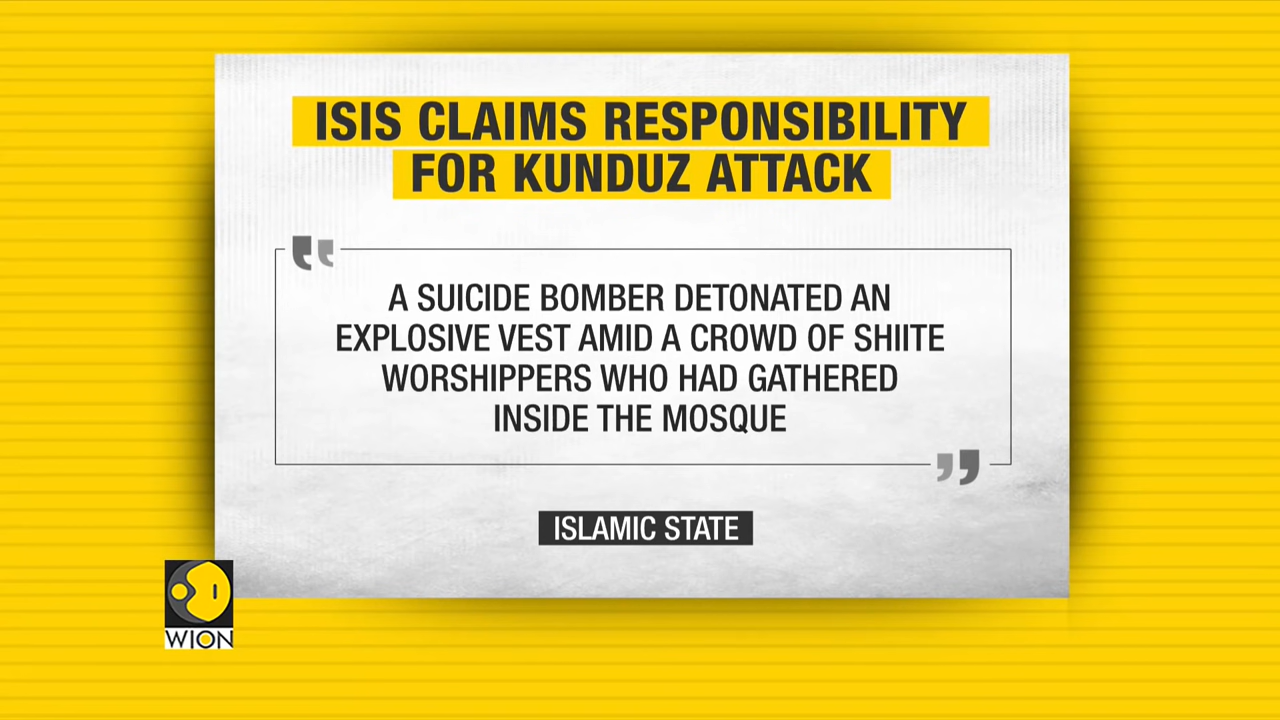 ISIS CLAIMS RESPONSIBILITY
FOR KUNDUZ ATTACK
A SUICIDE BOMBER DETONATED AN
EXPLOSIVE VEST AMID A CROWD OF SHIITE
WORSHIPPERS WHO HAD GATHERED
INSIDE THE MOSQUE
ISLAMIC STATE
WION